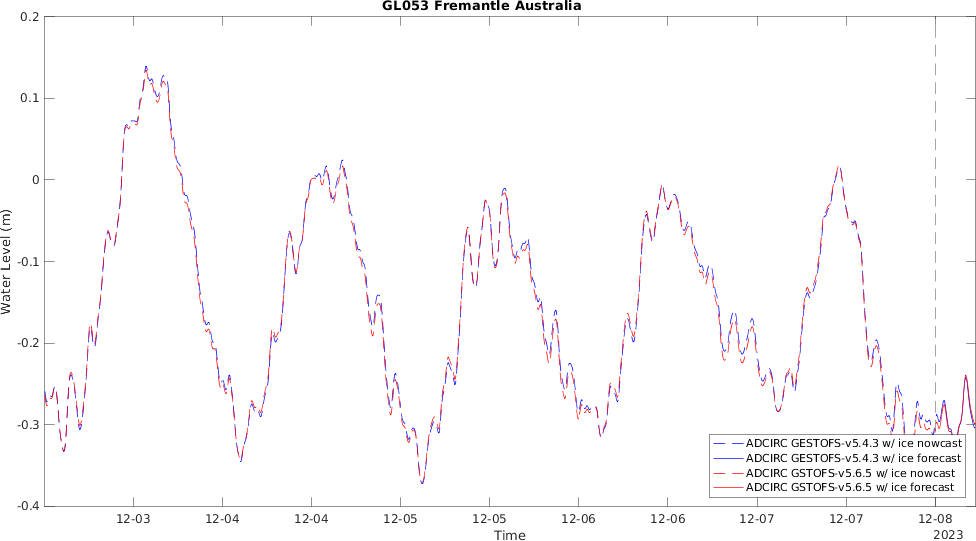 GL053 Fremantle Australia
0.2
0.1
0
-0.1
-0.2
-0.3
-0.4
Water Level (m)
ADCIRC GESTOFS-v5.4.3 w/ ice nowcast
ADCIRC GESTOFS-v5.4.3 w/ ice forecast
ADCIRC GSTOFS-v5.6.5 w/ ice nowcast
ADCIRC GSTOFS-v5.6.5 w/ ice forecast
12-03 12-04 12-04 12-05 12-05 12-06 12-06 12-07 12-07 12-08
2023
Time